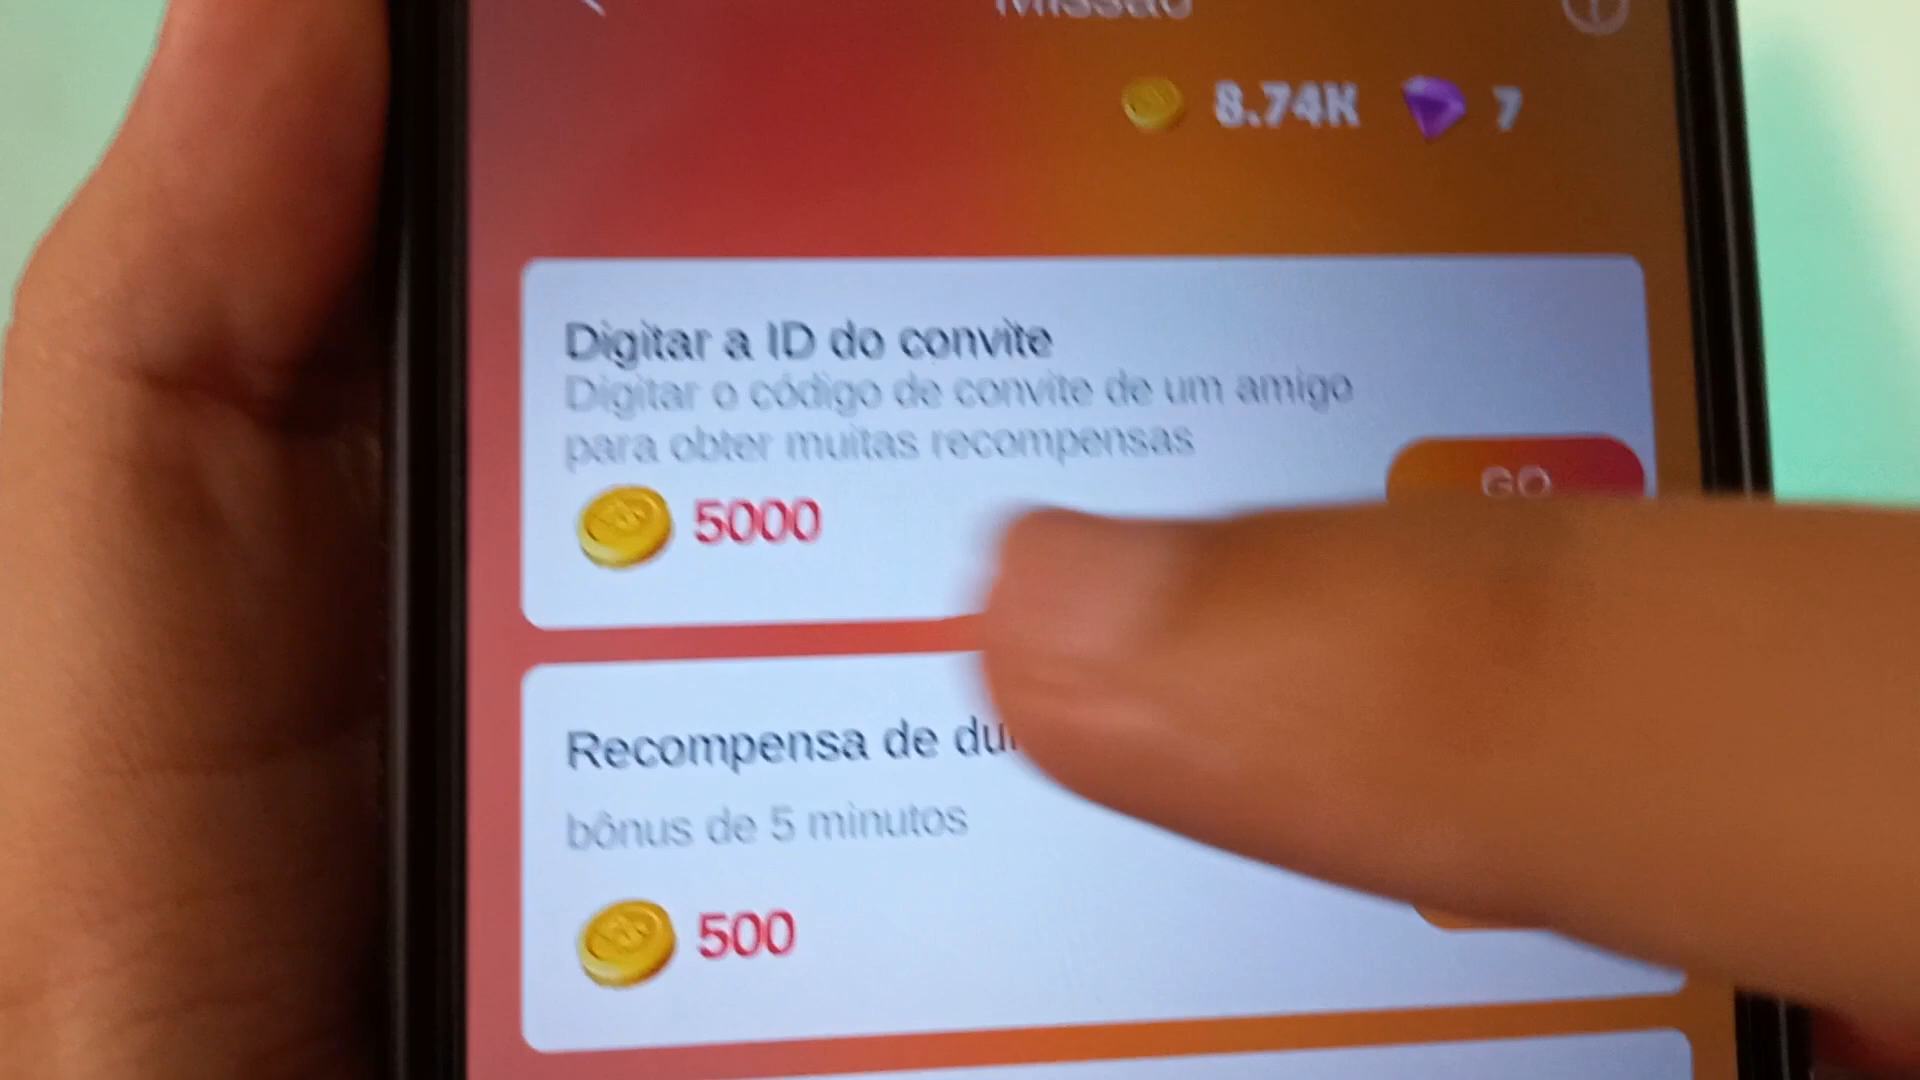 Missão
8.74K 7
Digitar a ID do convite
Digitar o código de convite de um amigo
para obter muitas recompensas
GO
5000
Recompensa de
bônus de 5 minutos
500